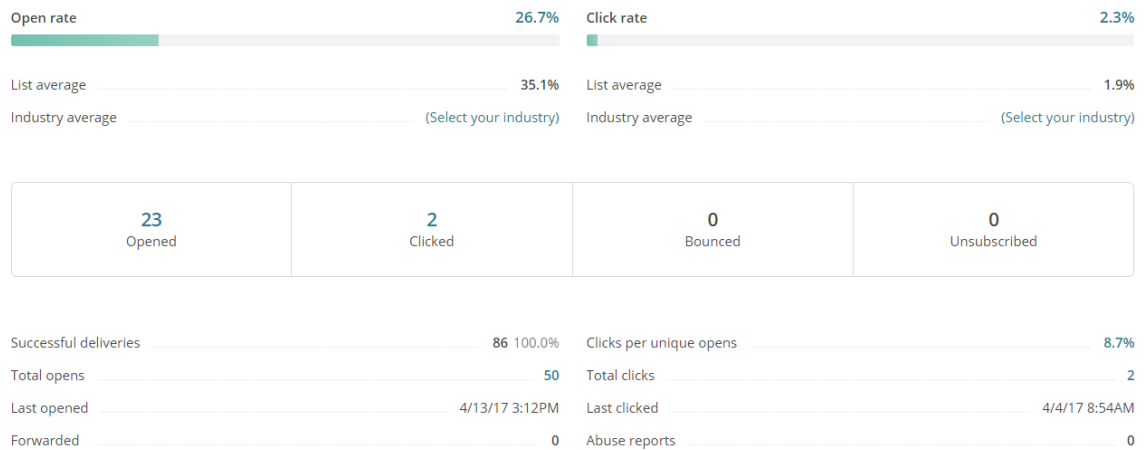 Open rate 26.7% Click rate 2.3%
List average 35.1% List average 1.9%
Industry average (Select your industry) Industry average (Select your industry)
23 2 0 0
Opened Clicked Bounced Unsubscribed
Successful deliveries 86 100.0% Clicks per unique opens 8.7%
Total opens 50 Total clicks 2
Last opened 4/13/17 3:12PM Last clicked 4/4/17 8:54AM
Forwarded 0 Abuse reports 0